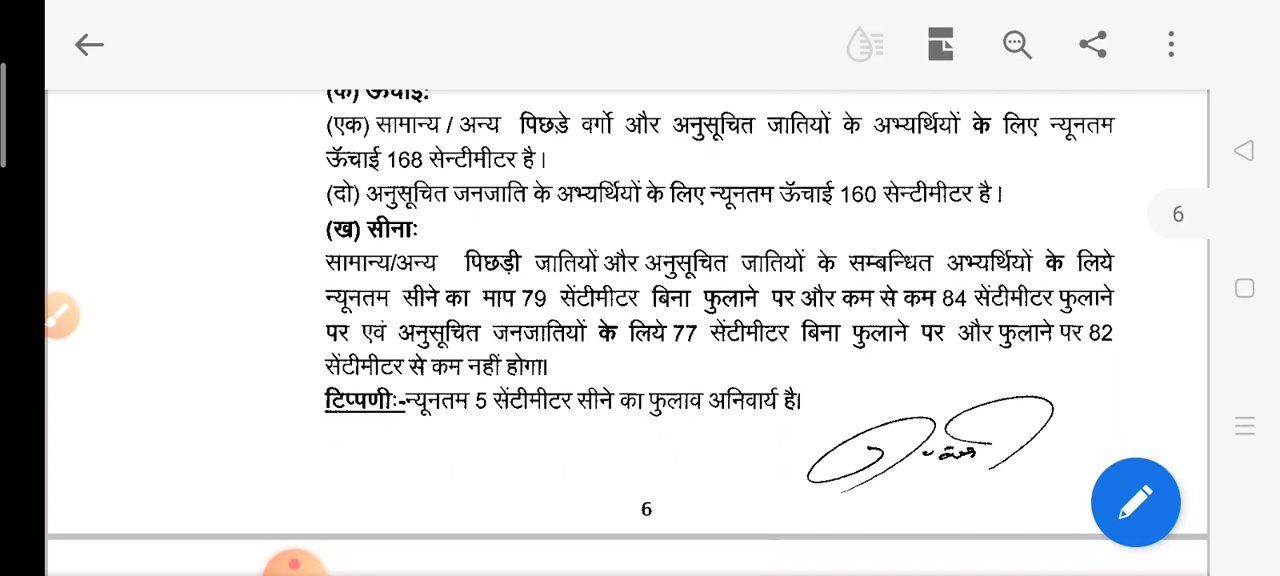 (क) ऊंचाई:
(एक) सामान्य / अन्य पिछड़े वर्गो और अनुसूचित जातियों के अभ्यर्थियों के लिए न्यूनतम
ऊँचाई 168 सेन्टीमीटर है।
(दो) अनुसूचित जनजाति के अभ्यर्थियों के लिए न्यूनतम ऊँचाई 160 सेन्टीमीटर है।
6
(ख) सीनाः
सामान्य/अन्य पिछड़ी जातियों और अनुसूचित जातियों के सम्बन्धित अभ्यर्थियों के लिये
न्यूनतम सीने का माप 79 सेंटीमीटर बिना फुलाने पर और कम से कम 84 सेंटीमीटर फुलाने
पर एवं अनुसूचित जनजातियों के लिये 77 सेंटीमीटर बिना फुलाने पर और फुलाने पर 82
सेंटीमीटर से कम नहीं होगा।
टिप्पणीः-न्यूनतम 5 सेंटीमीटर सीने का फुलाव अनिवार्य है।
6